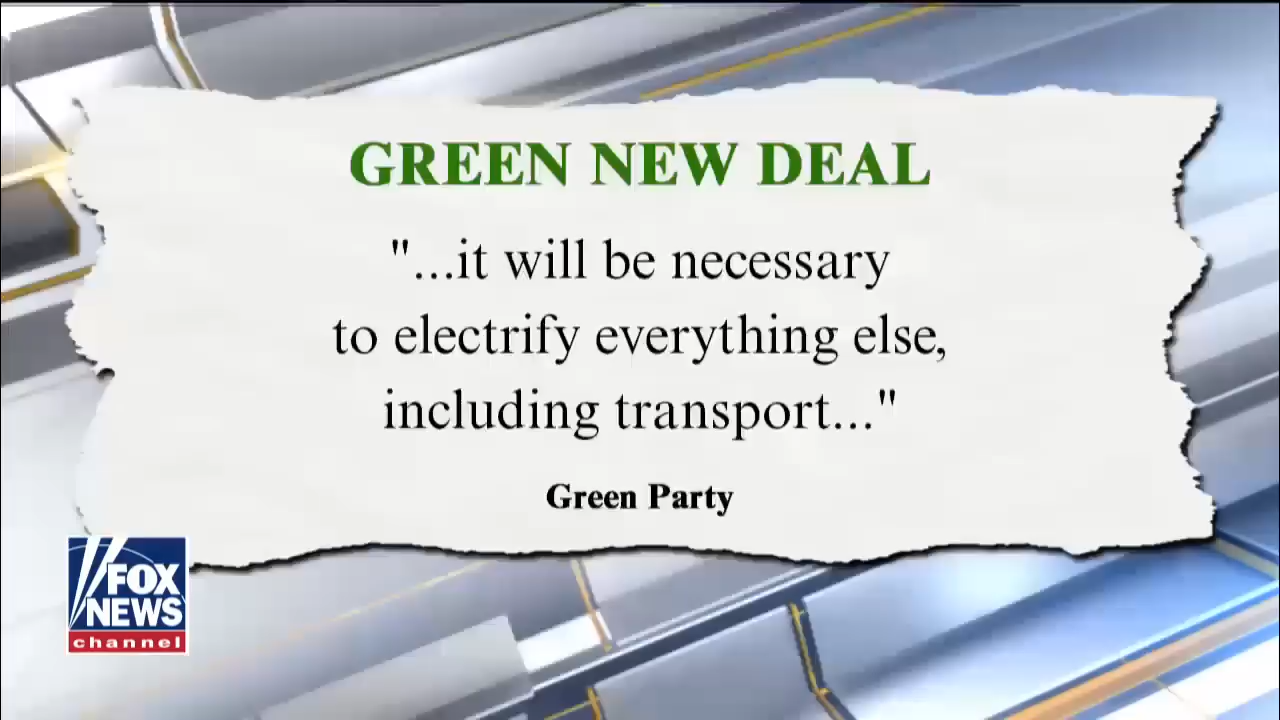 GREEN NEW DEAL
"...it will be necessary
to electrify everything else,
including transport..."
Green Party
FOX
NEWS
channel